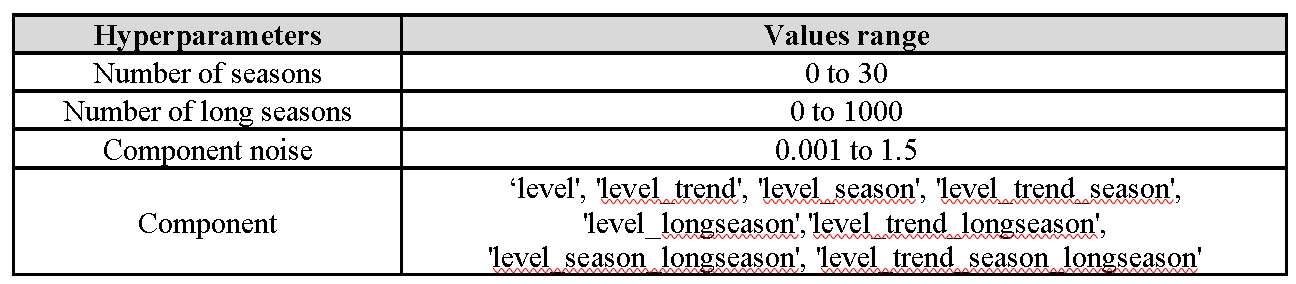 Hyperparameters Values range
Number of seasons 0 to 30
Number of long seasons 0 to 1000
Component noise 0.001 to 1.5
Component
‘level', 'level_trend', 'level_season', 'level_trend_season',
'level_longseason','level_trend_longseason',
'level_season_longseason', 'level_trend_season_longseason'